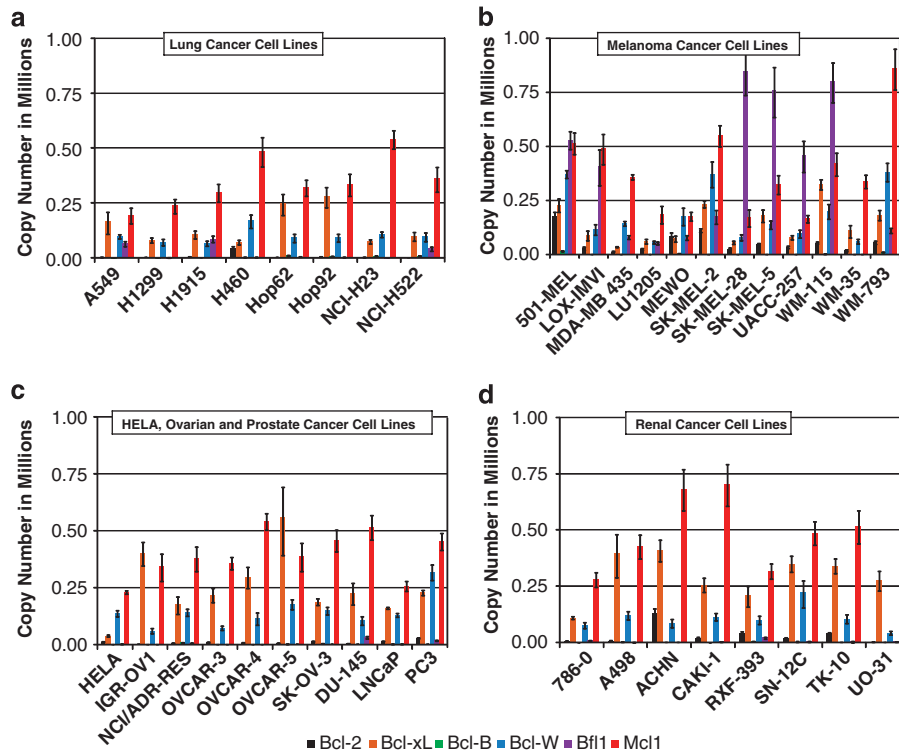 a
Lung Cancer Cell Lines
Copy Number in Millions
1.00
0.75
0.50
0.25
0.00
A549
H1299
H1915
H460
Hop62
Hop92
NCI-H23
NCI-H522
b
Melanoma Cancer Cell Lines
Copy Number in Millions
1.00
0.75
0.50
0.25
0.00
501-MEL
LOX-IMVI
MDA-MB 435
LU1205
MEWO
SK-MEL-2
SK-MEL-28
SK-MEL-5
UACC-257
WM-115
WM-35
WM-793
c
HELA, Ovarian and Prostate Cancer Cell Lines
Copy Number in Millions
1.00
0.75
0.50
0.25
0.00
HELA
IGR-OV1
NCI/ADR-RES
OVCAR-3
OVCAR-4
OVCAR-5
SK-OV-3
DU-145
LNCaP
PC3
d
Renal Cancer Cell Lines
Copy Number in Millions
1.00
0.75
0.50
0.25
0.00
786-0
A498
ACHN
CAKI-1
RXF-393
SN-12C
TK-10
UO-31
Bcl-2 Bcl-xL Bcl-B Bcl-W Bfl1 Mcl1